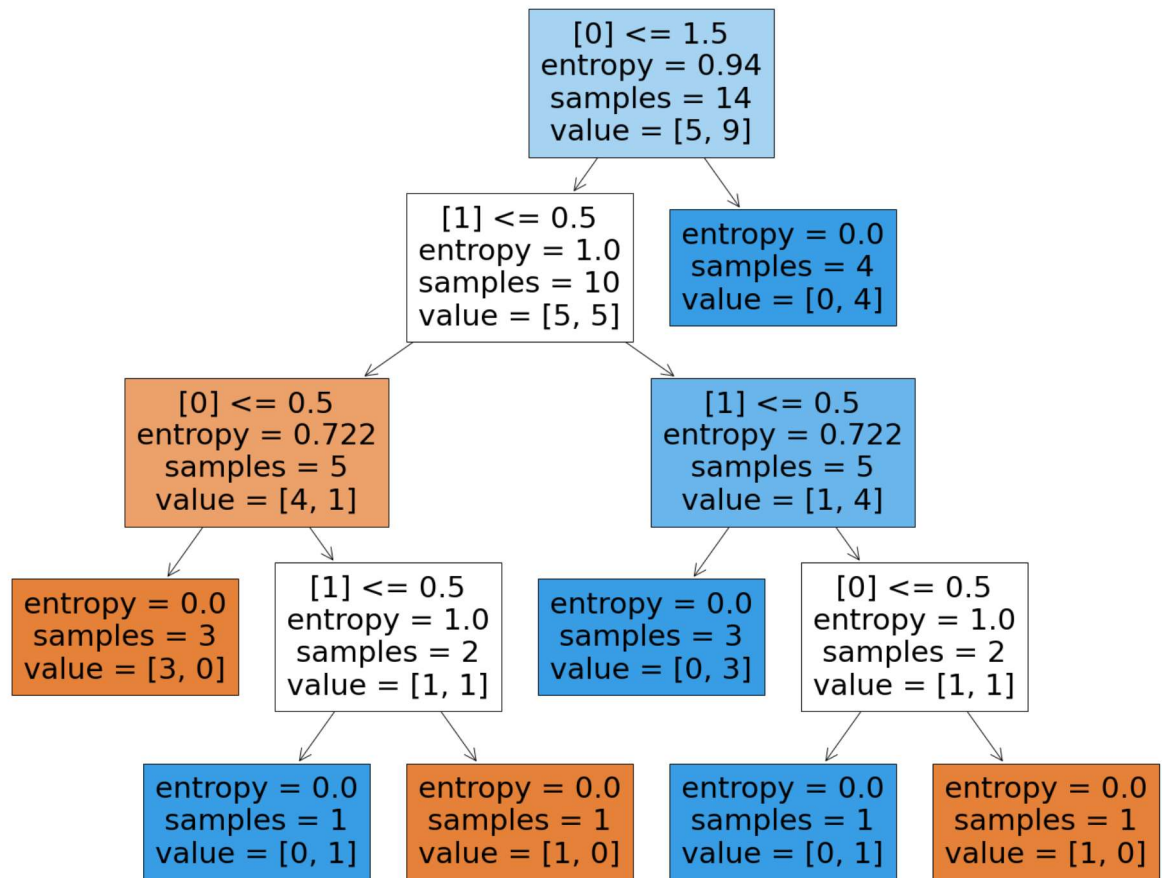 [0] <= 1.5
entropy = 0.94
samples = 14
value = [5, 9]
[1] <= 0.5
entropy = 1.0
samples = 10
value = [5, 5]
entropy = 0.0
samples = 4
value = [0, 4]
[0] <= 0.5
entropy = 0.722
samples = 5
value = [4, 1]
[1] <= 0.5
entropy = 0.722
samples = 5
value = [1, 4]
entropy = 0.0
samples = 3
value = [3, 0]
[1] <= 0.5
entropy = 1.0
samples = 2
value = [1, 1]
entropy = 0.0
samples = 3
value = [0, 3]
[0] <= 0.5
entropy = 1.0
samples = 2
value = [1, 1]
entropy = 0.0
samples = 1
value = [0, 1]
entropy = 0.0
samples = 1
value = [1, 0]
entropy = 0.0
samples = 1
value = [0, 1]
entropy = 0.0
samples = 1
value = [1, 0]